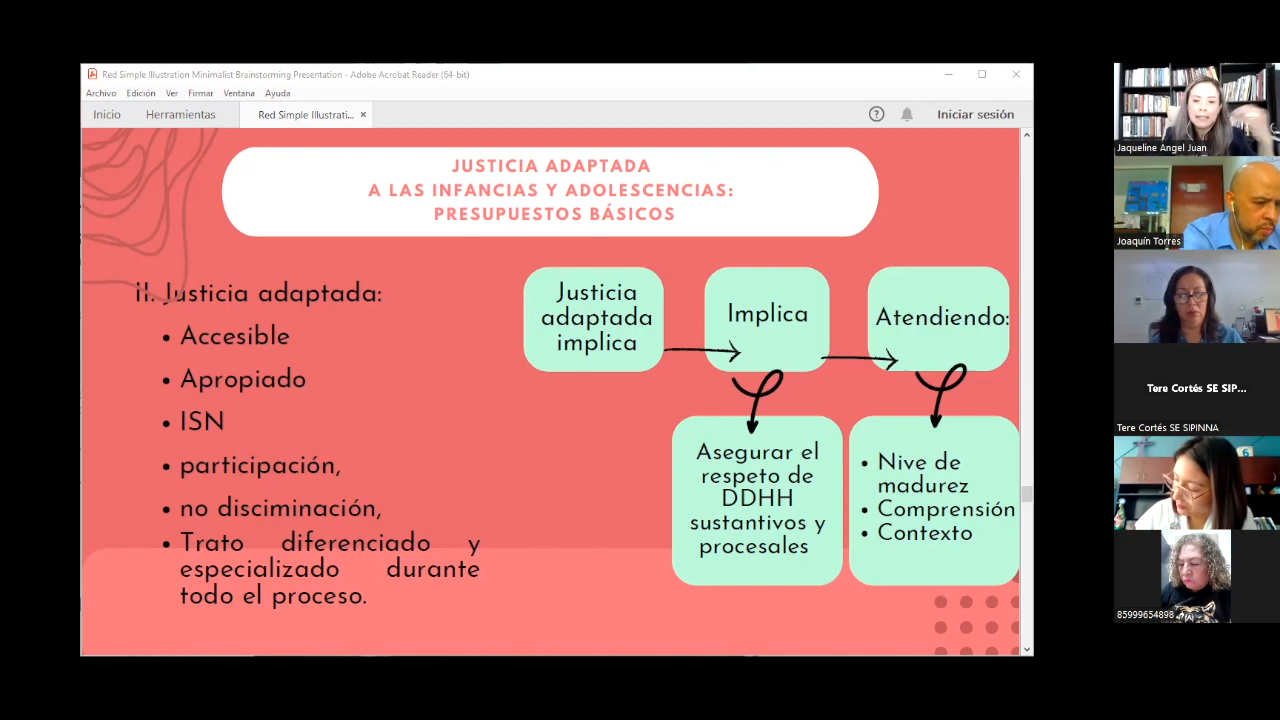 Red Simple Illustration Minimalist Brainstorming Presentation - Adobe Acrobat Reader (64-bit)
Archivo Edición Ver Firmar Ventana Ayuda
Inicio Herramientas Red Simple Illustrati... × Iniciar sesión
JUSTICIA ADAPTADA
A LAS INFANCIAS Y ADOLESCENCIAS:
PRESUPUESTOS BÁSICOS
II. Justicia adaptada:
• Accesible
• Apropiado
• ISN
• participación,
• no discriminación,
• Trato diferenciado y
especializado durante
todo el proceso.
Justicia
adaptada
implica
Implica
Atendiendo:
Asegurar el
respeto de
DDHH
sustantivos y
procesales
• Nive de
madurez
• Comprensión
• Contexto
Jaqueline Angel Juan
Joaquín Torres
Tere Cortés SE SIP...
Tere Cortés SE SIPINNA
6
85999654898